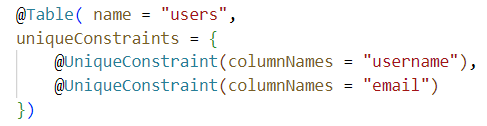 @Table( name = "users",
uniqueConstraints = {
    @UniqueConstraint(columnNames = "username"),
    @UniqueConstraint(columnNames = "email")
})